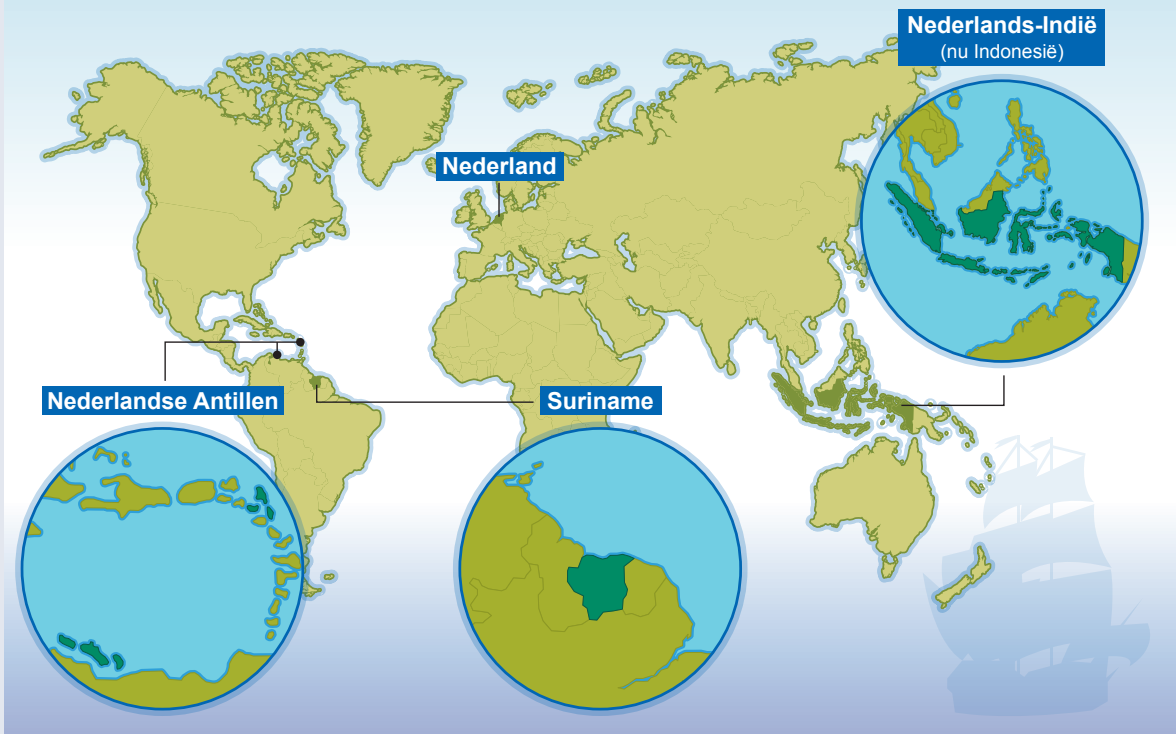 Nederlands-Indië
(nu Indonesië)
Nederland
Nederlandse Antillen
Suriname